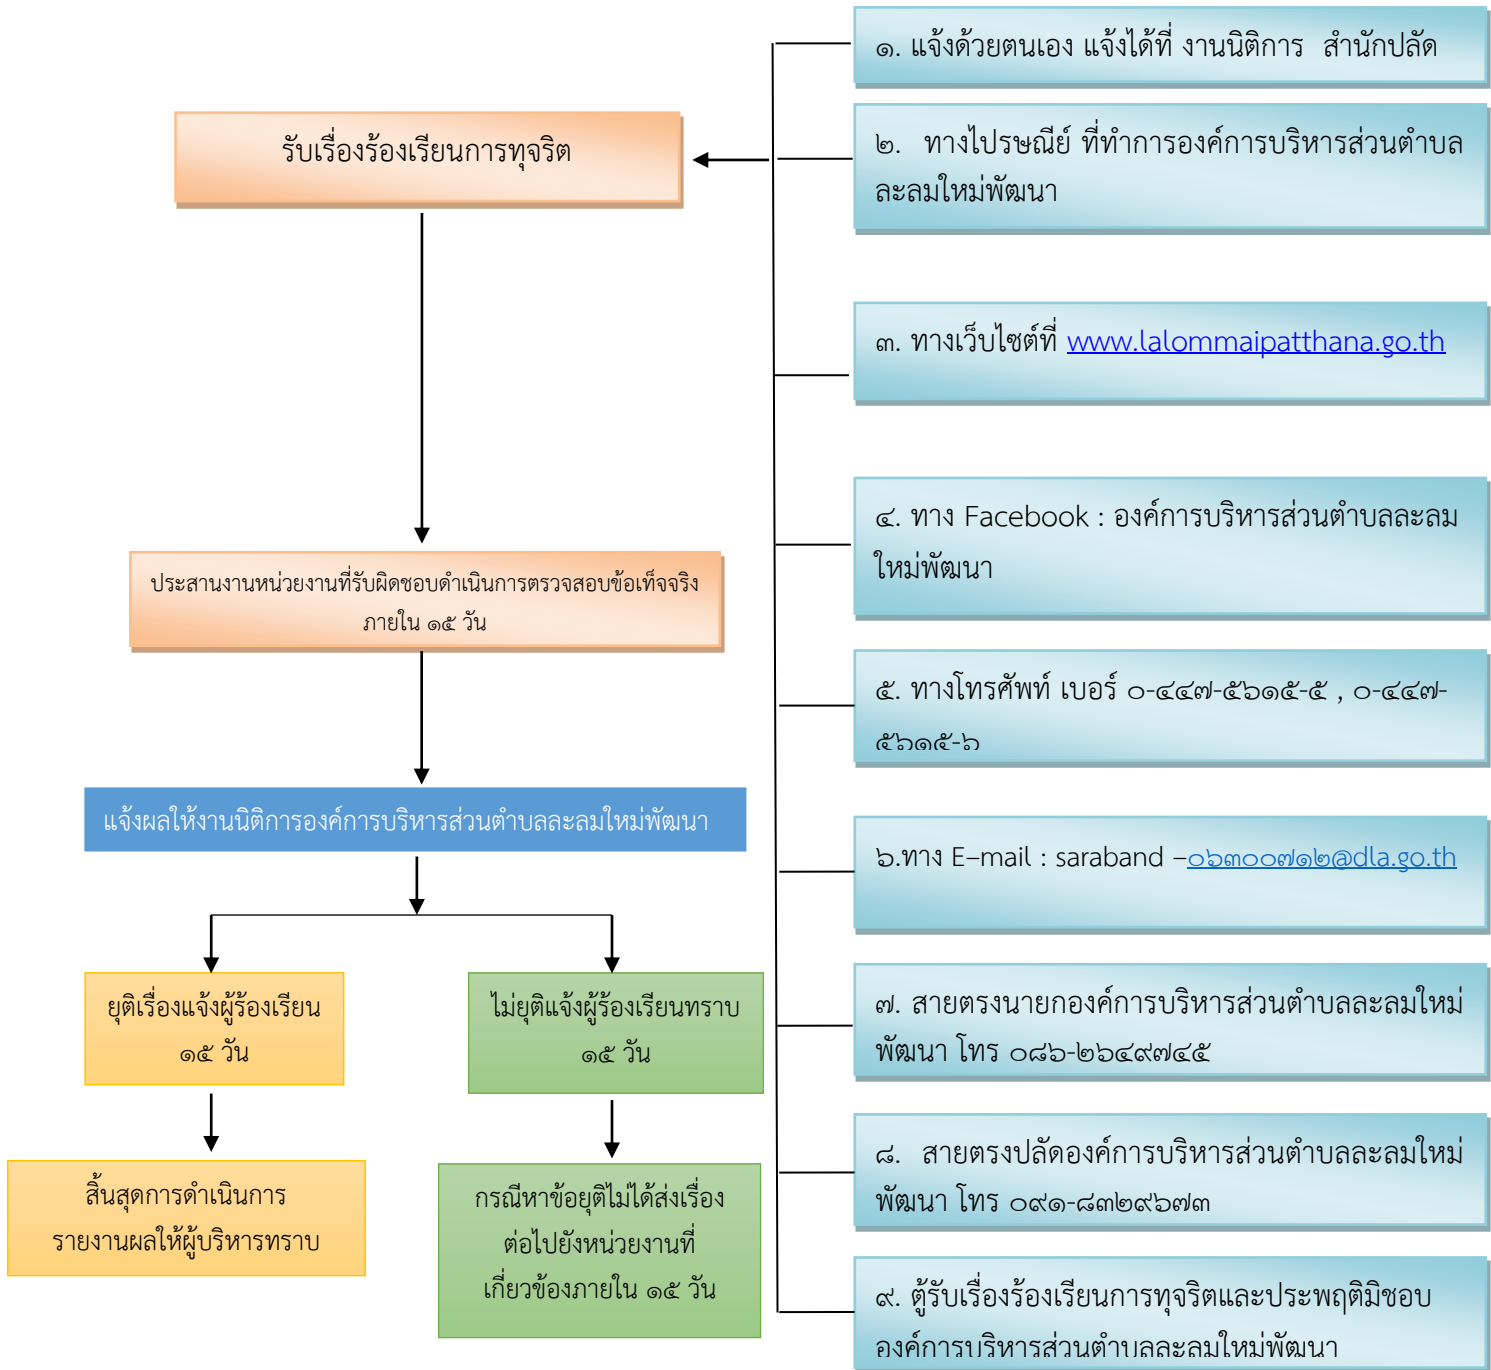 ๑. แจ้งด้วยตนเอง แจ้งได้ที่ งานนิติการ สำนักปลัด
รับเรื่องร้องเรียนการทุจริต
๒. ทางไปรษณีย์ ที่ทำการองค์การบริหารส่วนตำบล
ละลมใหม่พัฒนา
๓. ทางเว็บไซต์ที่ www.lalommaipatthana.go.th
๔. ทาง Facebook : องค์การบริหารส่วนตำบลละลม
ใหม่พัฒนา
ประสานงานหน่วยงานที่รับผิดชอบดำเนินการตรวจสอบข้อเท็จจริง
ภายใน ๑๕ วัน
๕. ทางโทรศัพท์ เบอร์ ๐-๔๔๗-๕๖๑๕-๕ , ๐-๔๔๗-
๕๖๑๕-๖
แจ้งผลให้งานนิติการองค์การบริหารส่วนตำบลละลมใหม่พัฒนา
๖.ทาง E–mail : saraband –๐๖๓๐๐๗๑๒@dla.go.th
ยุติเรื่องแจ้งผู้ร้องเรียน
๑๕ วัน
ไม่ยุติแจ้งผู้ร้องเรียนทราบ
๑๕ วัน
๗. สายตรงนายกองค์การบริหารส่วนตำบลละลมใหม่
พัฒนา โทร ๐๘๖-๒๖๔๙๗๔๕
๘. สายตรงปลัดองค์การบริหารส่วนตำบลละลมใหม่
พัฒนา โทร ๐๙๑-๘๓๒๙๖๗๓
สิ้นสุดการดำเนินการ
รายงานผลให้ผู้บริหารทราบ
กรณีหาข้อยุติไม่ได้ส่งเรื่อง
ต่อไปยังหน่วยงานที่
เกี่ยวข้องภายใน ๑๕ วัน
๙. ตู้รับเรื่องร้องเรียนการทุจริตและประพฤติมิชอบ
องค์การบริหารส่วนตำบลละลมใหม่พัฒนา